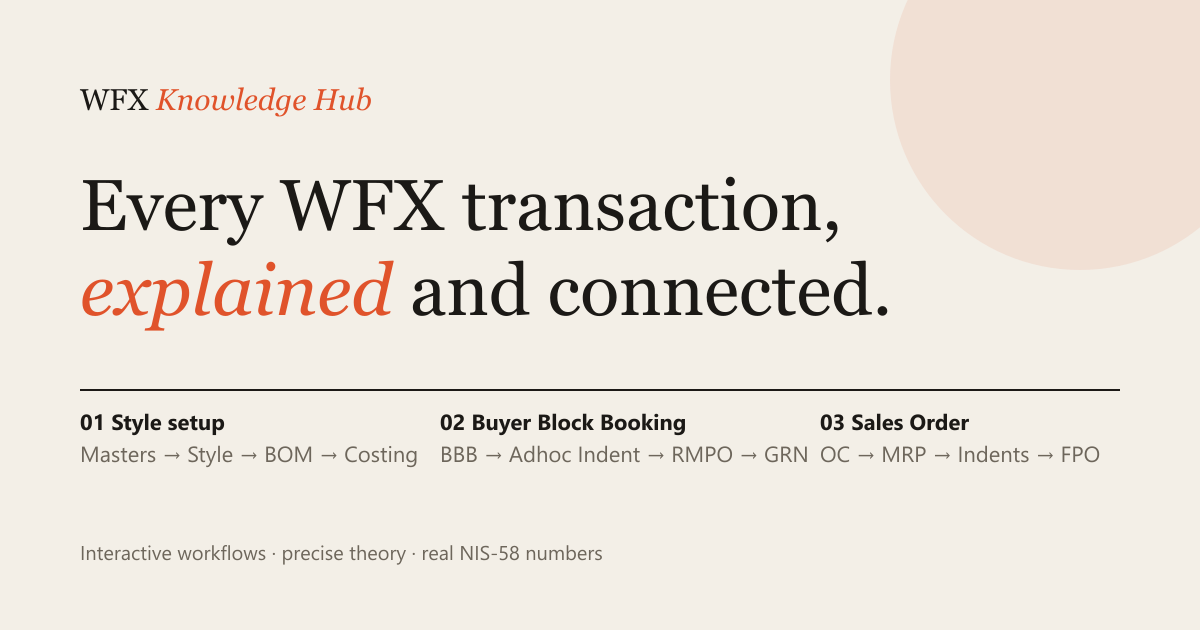 WFX Knowledge Hub
Every WFX transaction,
explained and connected.
01 Style setup
Masters → Style → BOM → Costing
02 Buyer Block Booking
BBB → Adhoc Indent → RMPO → GRN
03 Sales Order
OC → MRP → Indents → FPO
Interactive workflows · precise theory · real NIS-58 numbers